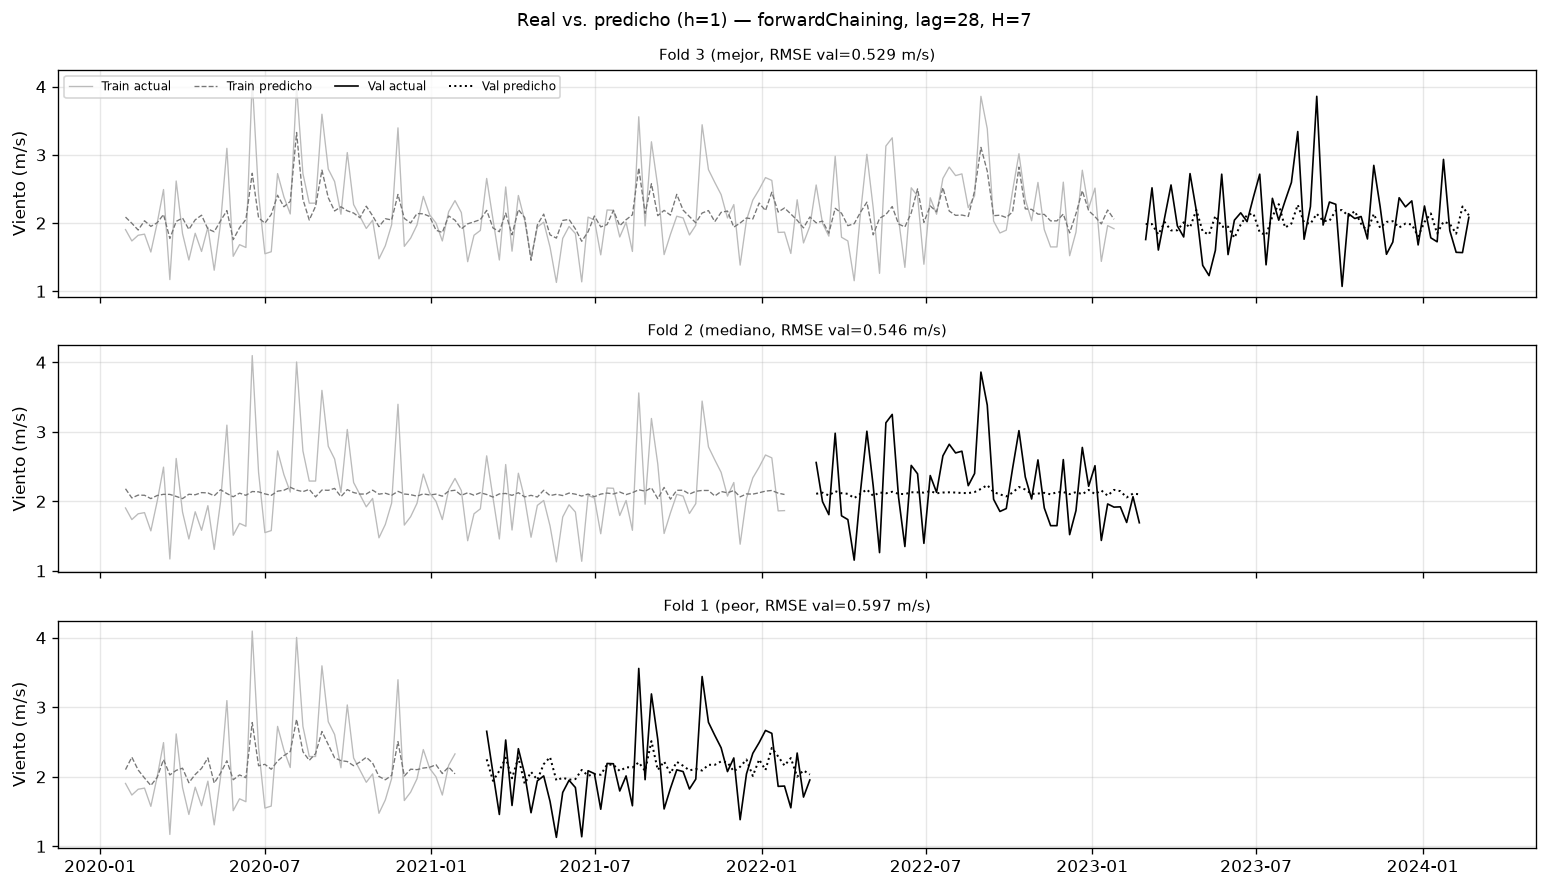 Real vs. predicho (h=1) — forwardChaining, lag=28, H=7
Fold 3 (mejor, RMSE val=0.529 m/s)
Train actual Train predicho Val actual Val predicho
Viento (m/s)
4
3
2
1
Fold 2 (mediano, RMSE val=0.546 m/s)
Viento (m/s)
4
3
2
1
Fold 1 (peor, RMSE val=0.597 m/s)
Viento (m/s)
4
3
2
1
2020-01 2020-07 2021-01 2021-07 2022-01 2022-07 2023-01 2023-07 2024-01